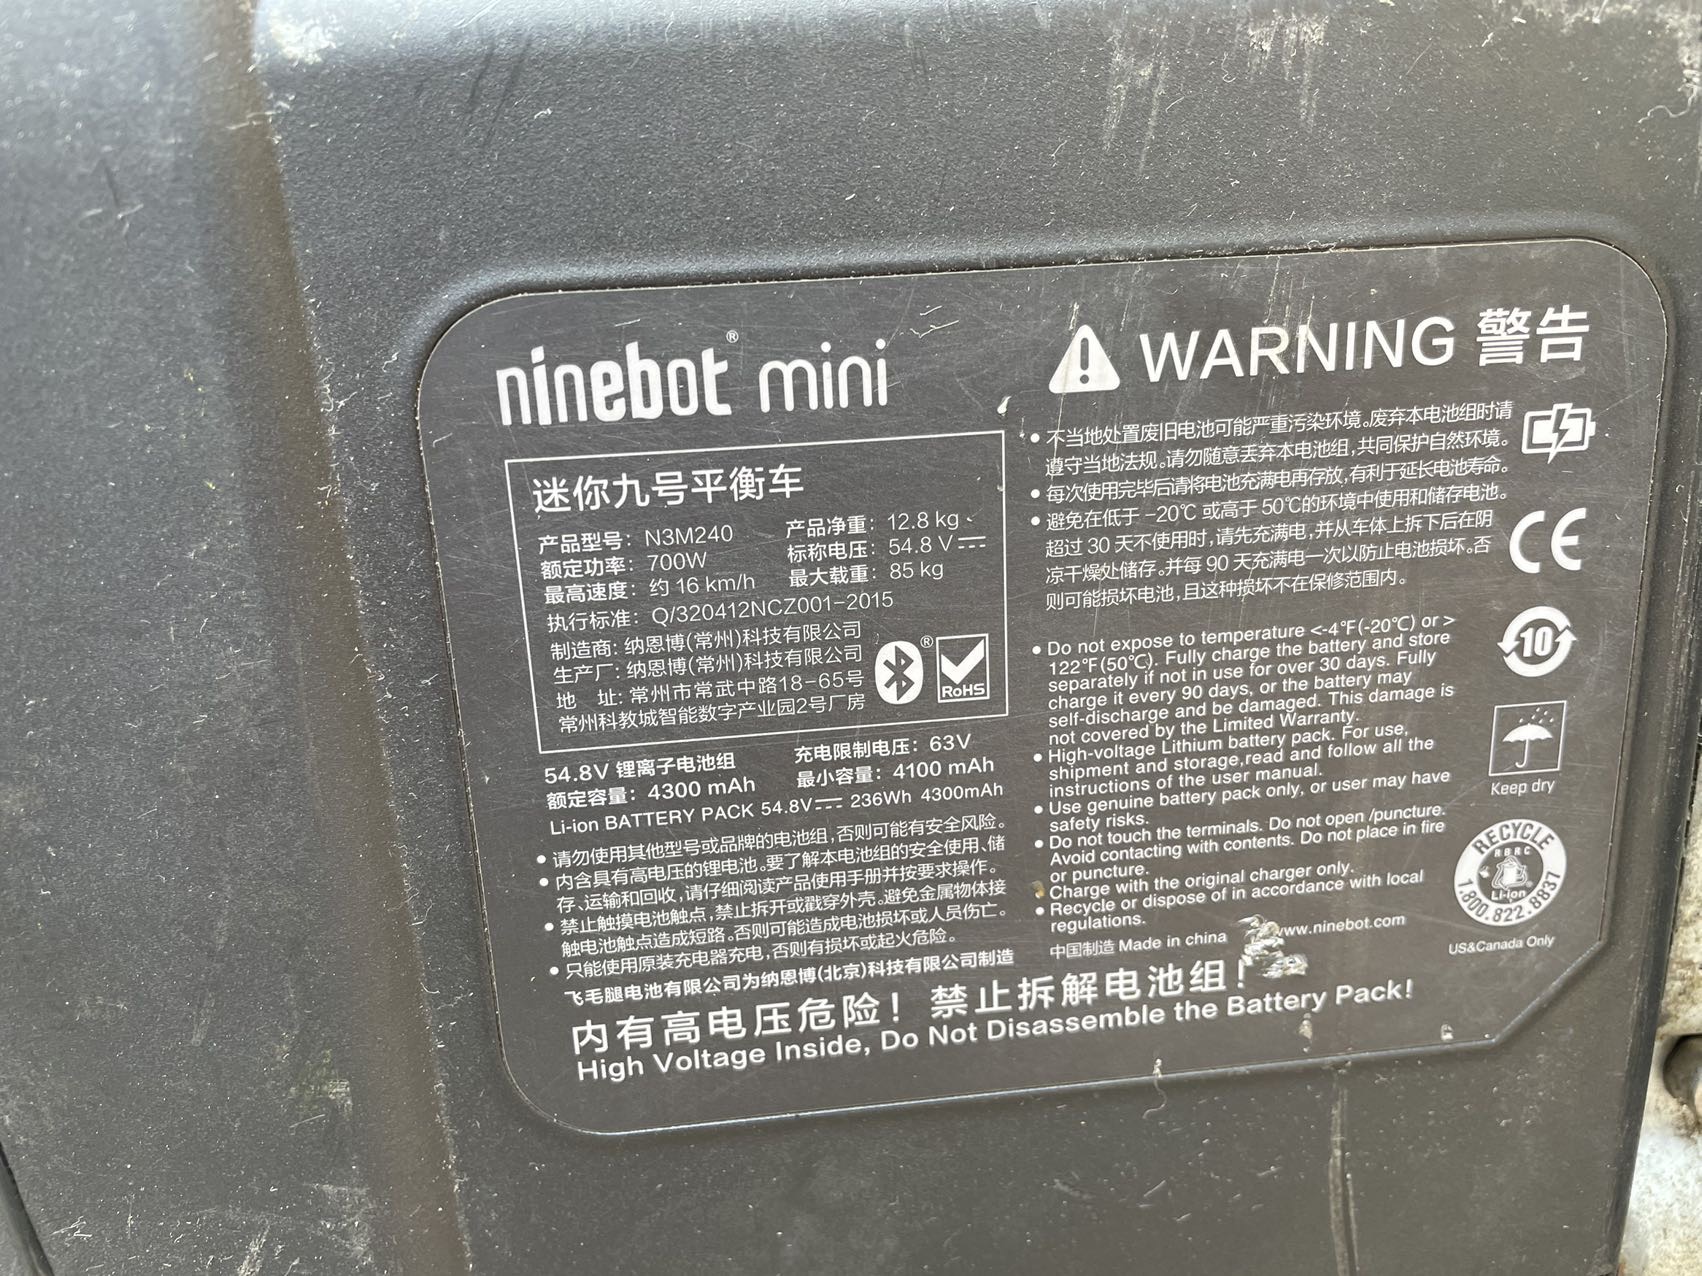 ninebot® mini
迷你九号平衡车
产品型号：N3M240 产品净重：12.8 kg
额定功率：700W 标称电压：54.8 V
最高速度：约 16 km/h 最大载重：85 kg
执行标准：Q/320412NCZ001-2015
制造商：纳恩博(常州)科技有限公司
生产厂：纳恩博(常州)科技有限公司
地 址：常州市常武中路18-65号
常州科教城智能数字产业园2号厂房
®
RoHS
54.8V 锂离子电池组 充电限制电压：63V
额定容量：4300 mAh 最小容量：4100 mAh
Li-ion BATTERY PACK 54.8V 236Wh 4300mAh
• 请勿使用其他型号或品牌的电池组,否则可能有安全风险。
• 内含具有高电压的锂电池。要了解本电池组的安全使用、储
存、运输和回收,请仔细阅读产品使用手册并按要求操作。
• 禁止触摸电池触点,禁止拆开或戳穿外壳。避免金属物体接
触电池触点造成短路。否则可能造成电池损坏或人员伤亡。
• 只能使用原装充电器充电,否则有损坏或起火危险。
飞毛腿电池有限公司为纳恩博(北京)科技有限公司制造
WARNING 警告
• 不当地处置废旧电池可能严重污染环境。废弃本电池组时请
遵守当地法规。请勿随意丢弃本电池组,共同保护自然环境。
• 每次使用完毕后请将电池充满电再存放,有利于延长电池寿命。
• 避免在低于 -20℃ 或高于 50℃的环境中使用和储存电池。
超过 30 天不使用时,请先充满电,并从车体上拆下后在阴
凉干燥处储存。并每 90 天充满电一次以防止电池损坏。否
则可能损坏电池,且这种损坏不在保修范围内。
• Do not expose to temperature <-4°F(-20℃) or >
122°F(50℃). Fully charge the battery and store
separately if not in use for over 30 days. Fully
charge it every 90 days, or the battery may
self-discharge and be damaged. This damage is
not covered by the Limited Warranty.
• High-voltage Lithium battery pack. For use,
shipment and storage,read and follow all the
instructions of the user manual.
• Use genuine battery pack only, or user may have
safety risks.
• Do not touch the terminals. Do not open /puncture.
Avoid contacting with contents. Do not place in fire
or puncture.
• Charge with the original charger only.
• Recycle or dispose of in accordance with local
regulations.
中国制造 Made in china www.ninebot.com
CE
10
Keep dry
RECYCLE
RBRC
Li-ion
1.800.822.8837
US&Canada Only
内有高电压危险！禁止拆解电池组！
High Voltage Inside, Do Not Disassemble the Battery Pack!